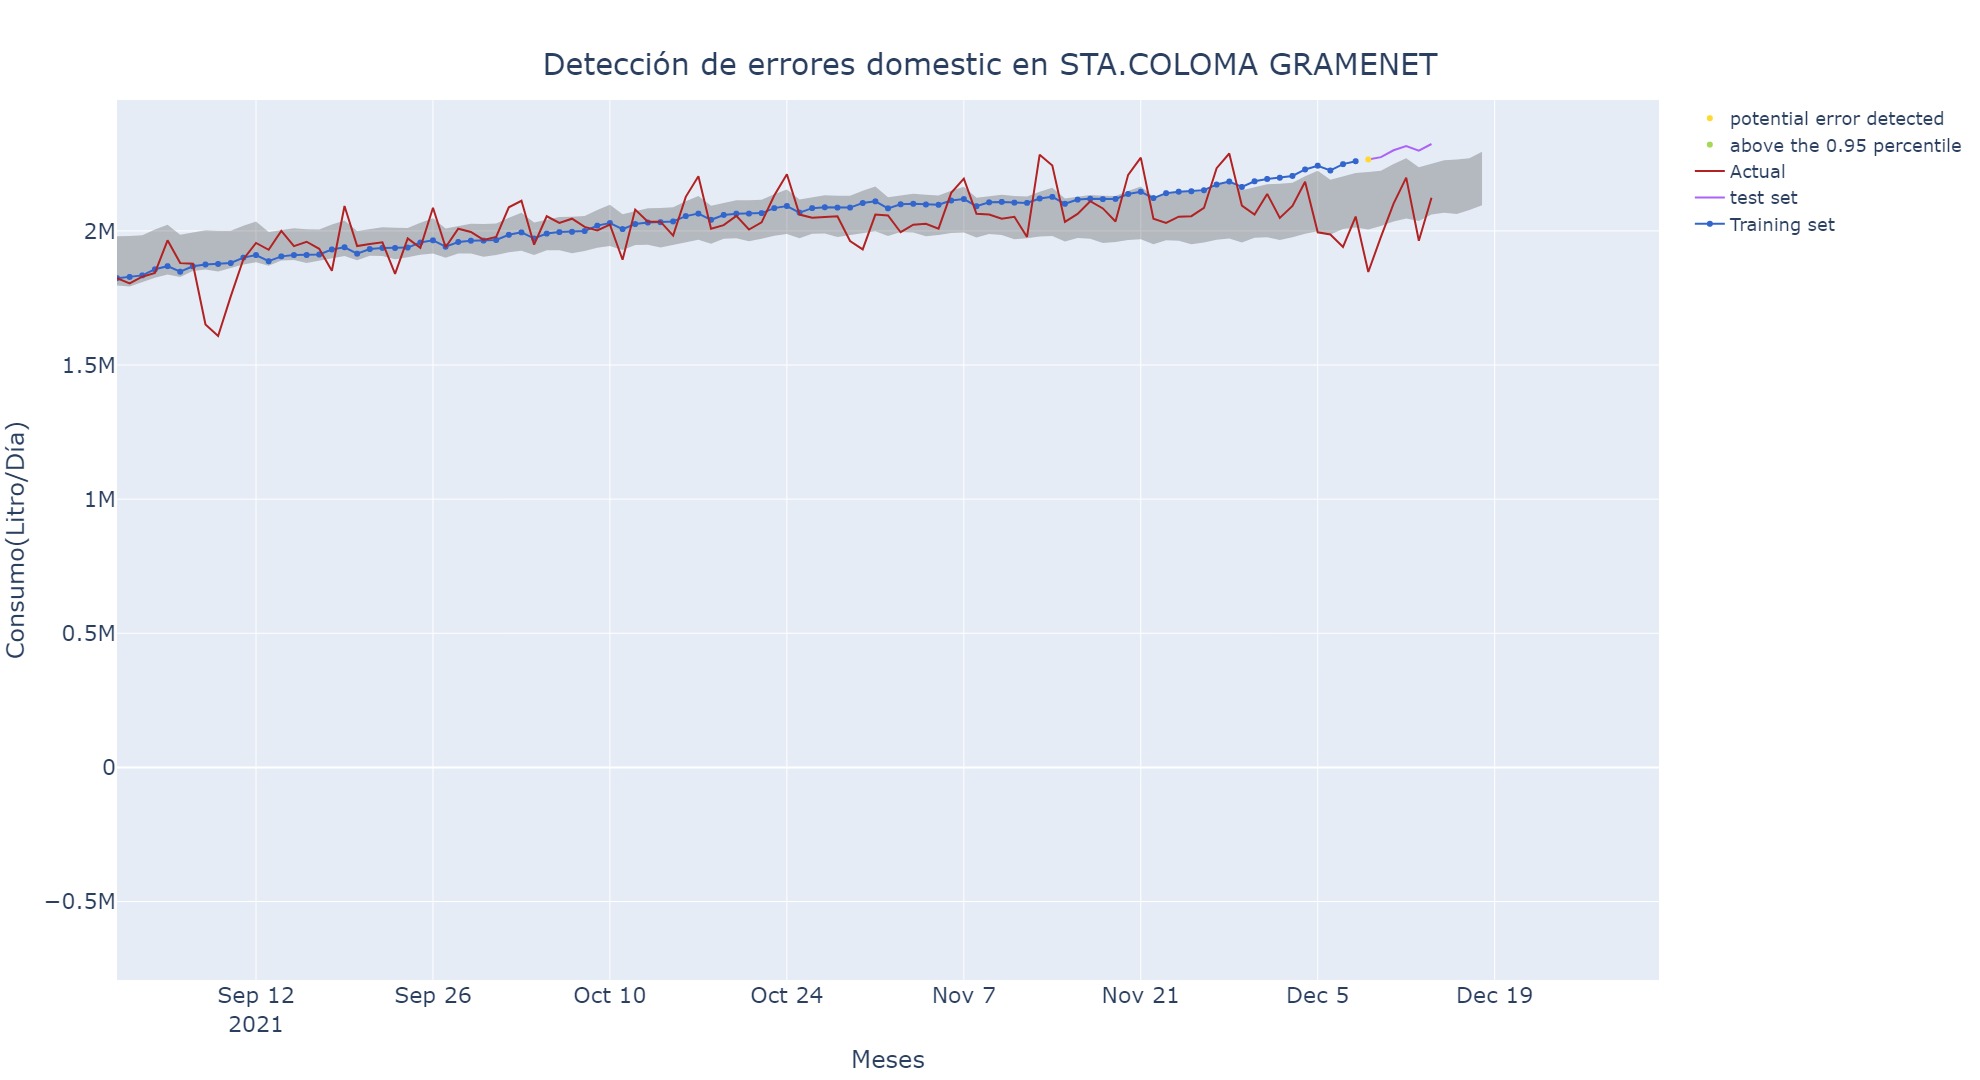 Detección de errores domestic en STA.COLOMA GRAMENET
potential error detected
above the 0.95 percentile
Actual
test set
Training set
Consumo(Litro/Día)
2M
1.5M
1M
0.5M
0
−0.5M
Sep 12
2021
Sep 26
Oct 10
Oct 24
Nov 7
Nov 21
Dec 5
Dec 19
Meses